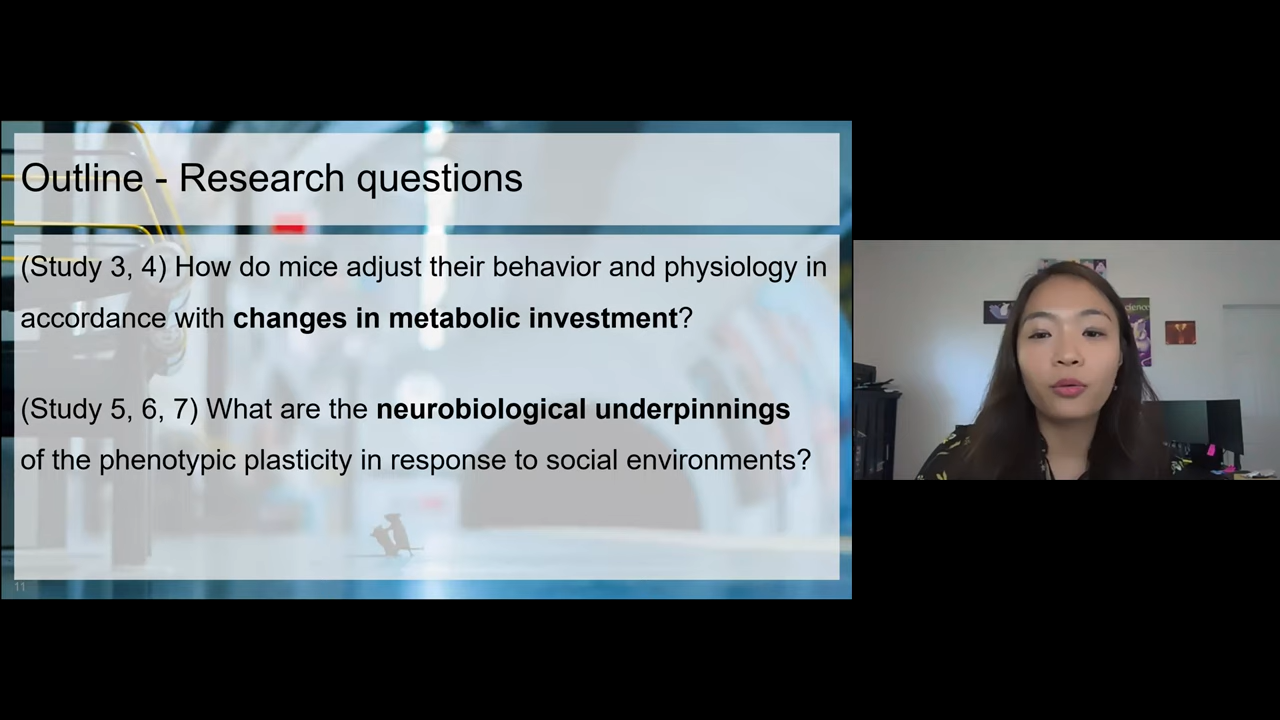 Outline - Research questions
(Study 3, 4) How do mice adjust their behavior and physiology in
accordance with changes in metabolic investment?
(Study 5, 6, 7) What are the neurobiological underpinnings
of the phenotypic plasticity in response to social environments?
11